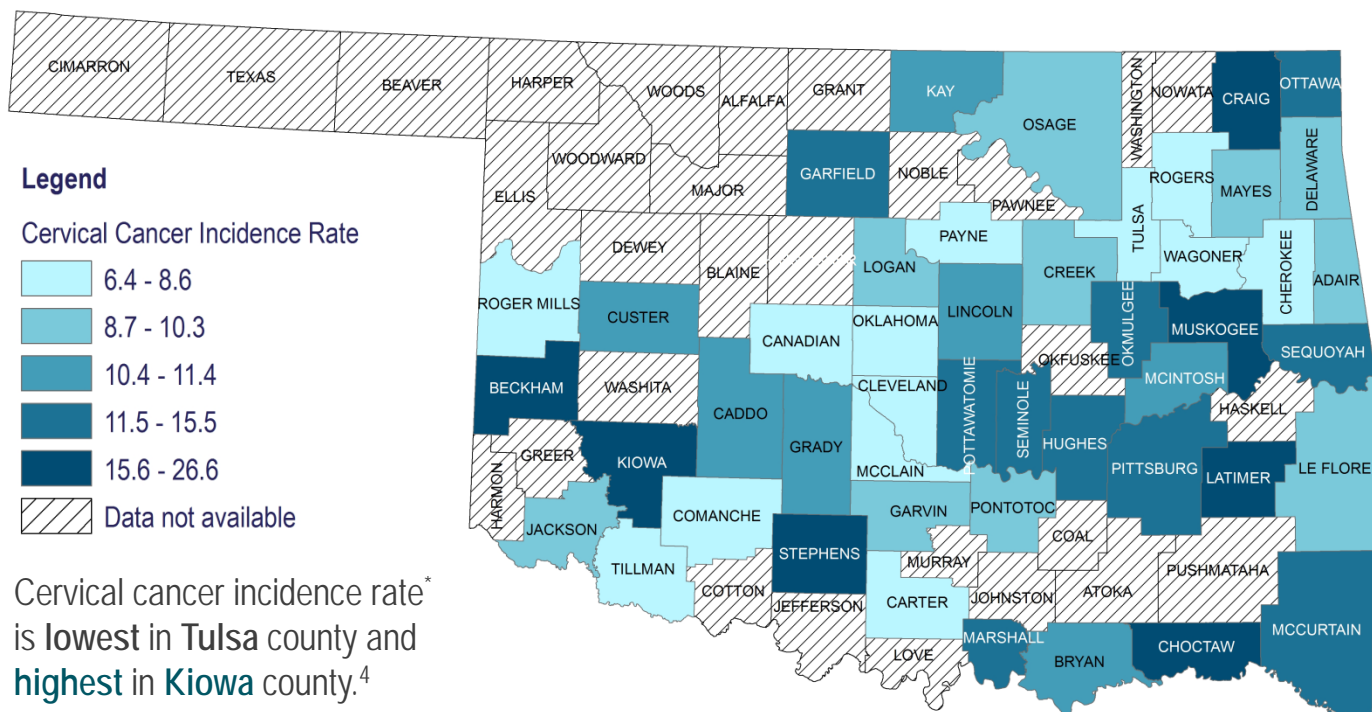 CIMARRON
TEXAS
BEAVER
HARPER
WOODS
ALFALFA
GRANT
KAY
OSAGE
WASHINGTON
NOWATA
CRAIG
OTTAWA
ELLIS
WOODWARD
MAJOR
GARFIELD
NOBLE
PAWNEE
ROGERS
MAYES
DELAWARE
Legend
Cervical Cancer Incidence Rate
6.4 - 8.6
8.7 - 10.3
10.4 - 11.4
11.5 - 15.5
15.6 - 26.6
Data not available
DEWEY
BLAINE
LOGAN
PAYNE
CREEK
TULSA
WAGONER
CHEROKEE
ADAIR
ROGER MILLS
CUSTER
CANADIAN
OKLAHOMA
LINCOLN
OKMULGEE
MUSKOGEE
SEQUOYAH
BECKHAM
WASHITA
CADDO
GRADY
CLEVELAND
POTTAWATOMIE
SEMINOLE
OKFUSKEE
MCINTOSH
HASKELL
HARMON
GREER
KIOWA
MCCLAIN
HUGHES
PITTSBURG
LATIMER
LE FLORE
JACKSON
COMANCHE
STEPHENS
GARVIN
PONTOTOC
COAL
TILLMAN
COTTON
JEFFERSON
MURRAY
CARTER
JOHNSTON
ATOKA
PUSHMATAHA
LOVE
MARSHALL
BRYAN
CHOCTAW
MCCURTAIN
Cervical cancer incidence rate*
is lowest in Tulsa county and
highest in Kiowa county.4